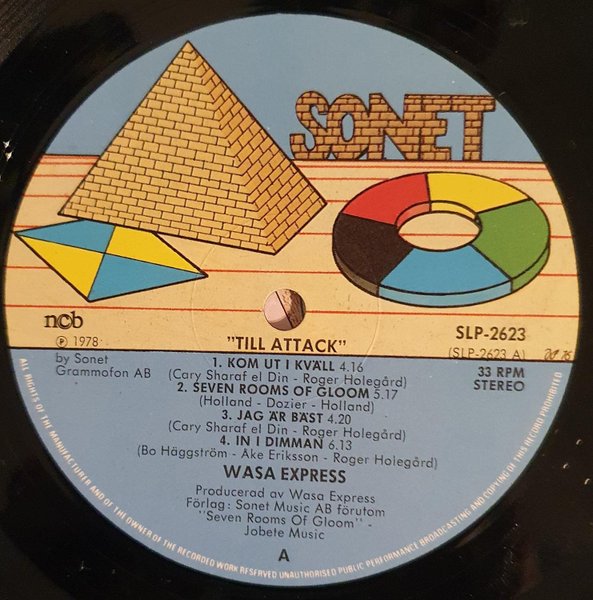 SONET
ncb
℗ 1978
by Sonet
Grammofon AB
SLP-2623
(SLP-2623 A)
33 RPM
STEREO
"TILL ATTACK"
1. KOM UT I KVÄLL 4.16
(Cary Sharaf el Din - Roger Holegård)
2. SEVEN ROOMS OF GLOOM 5.17
(Holland - Dozier - Holland)
3. JAG ÄR BÄST 4.20
(Cary Sharaf el Din - Roger Holegård)
4. IN I DIMMAN 6.13
(Bo Häggström - Åke Eriksson - Roger Holegård)
WASA EXPRESS
Producerad av Wasa Express
Förlag: Sonet Music AB förutom
"Seven Rooms Of Gloom" -
Jobete Music
A
ALL RIGHTS OF THE MANUFACTURER AND OF THE OWNER OF THE RECORDED WORK RESERVED UNAUTHORISED PUBLIC PERFORMANCE BROADCASTING AND COPYING OF THIS RECORD PROHIBITED